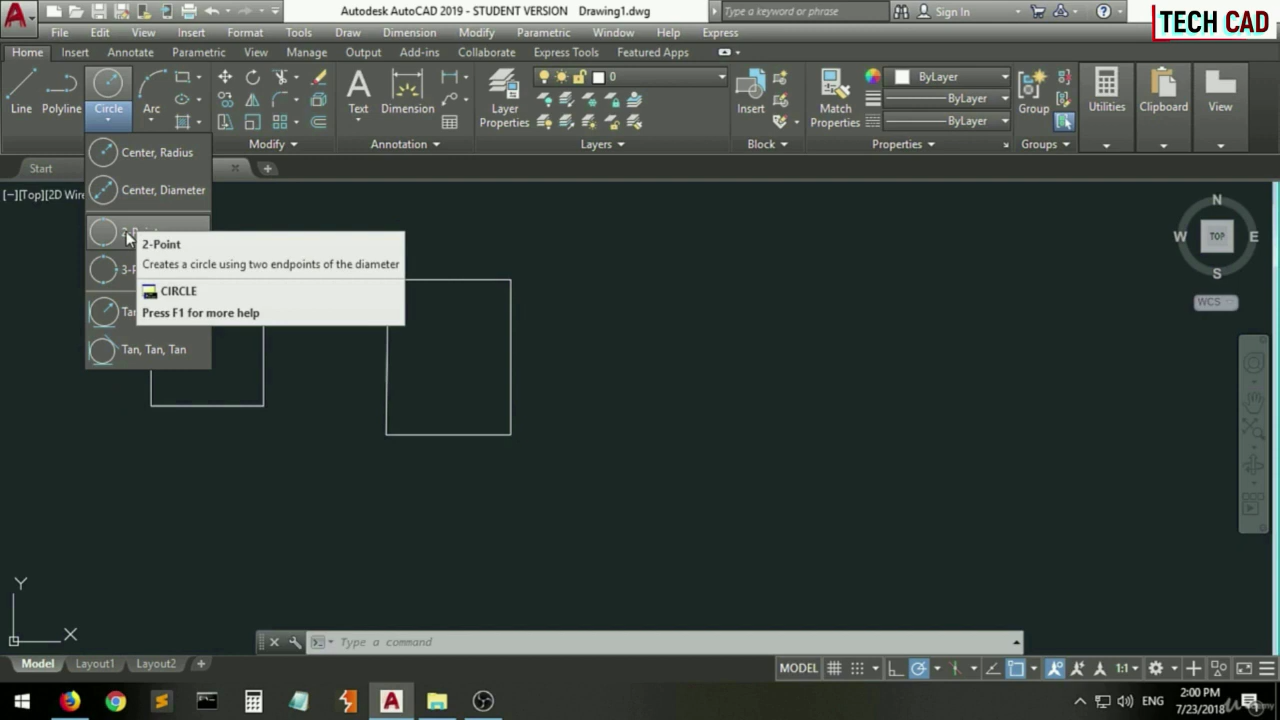 Autodesk AutoCAD 2019 - STUDENT VERSION Drawing1.dwg
Type a keyword or phrase
Sign In
TECH CAD
File Edit View Insert Format Tools Draw Dimension Modify Parametric Window Help Express
Home Insert Annotate Parametric View Manage Output Add-ins Collaborate Express Tools Featured Apps
Line Polyline Circle Arc
Text Dimension
Layer Properties
0
Insert
Match Properties
ByLayer
ByLayer
ByLayer
Group
Utilities Clipboard View
Modify Annotation Layers Block Properties Groups
Start
Center, Radius
Center, Diameter
[−][Top][2D Wire
2-Point
Creates a circle using two endpoints of the diameter
CIRCLE
Press F1 for more help
Tan, Tan, Tan
N
W TOP E
S
WCS
Y
X
Type a command
Model Layout1 Layout2
MODEL
1:1
ENG
2:00 PM
7/23/2018